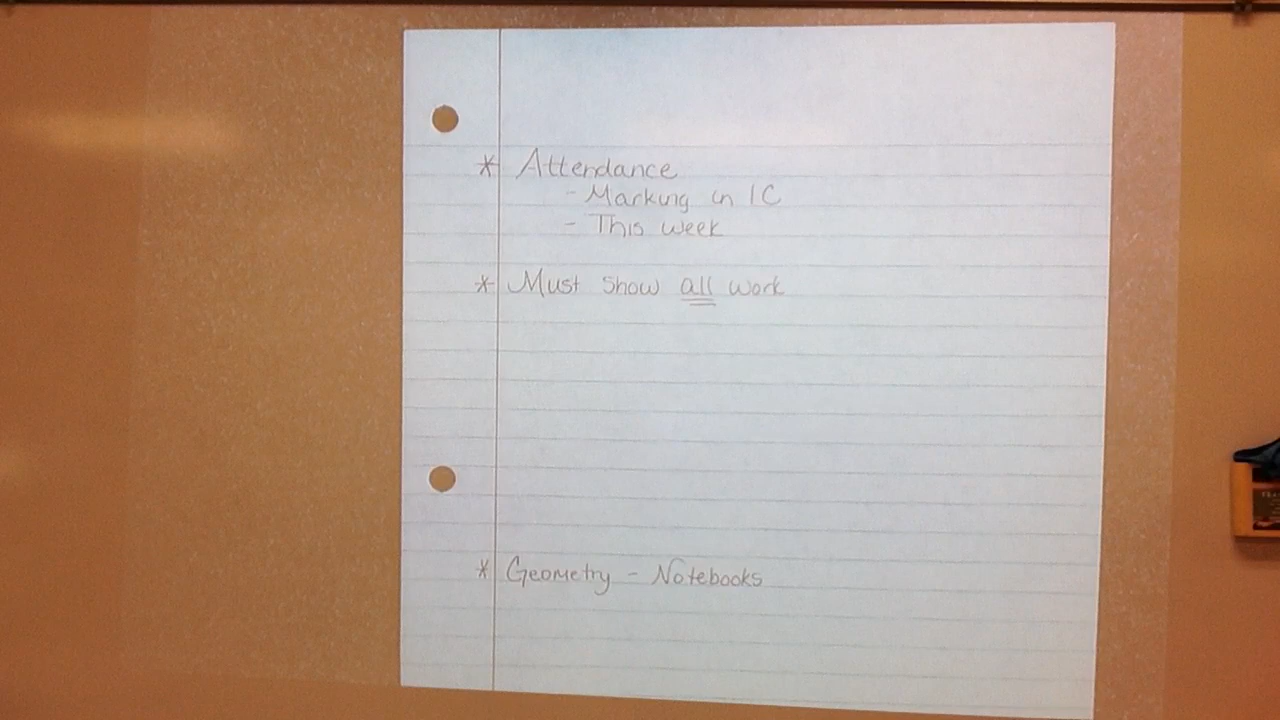 * Attendance
- Marking in IC
- This week
* Must show all work
* Geometry - Notebooks